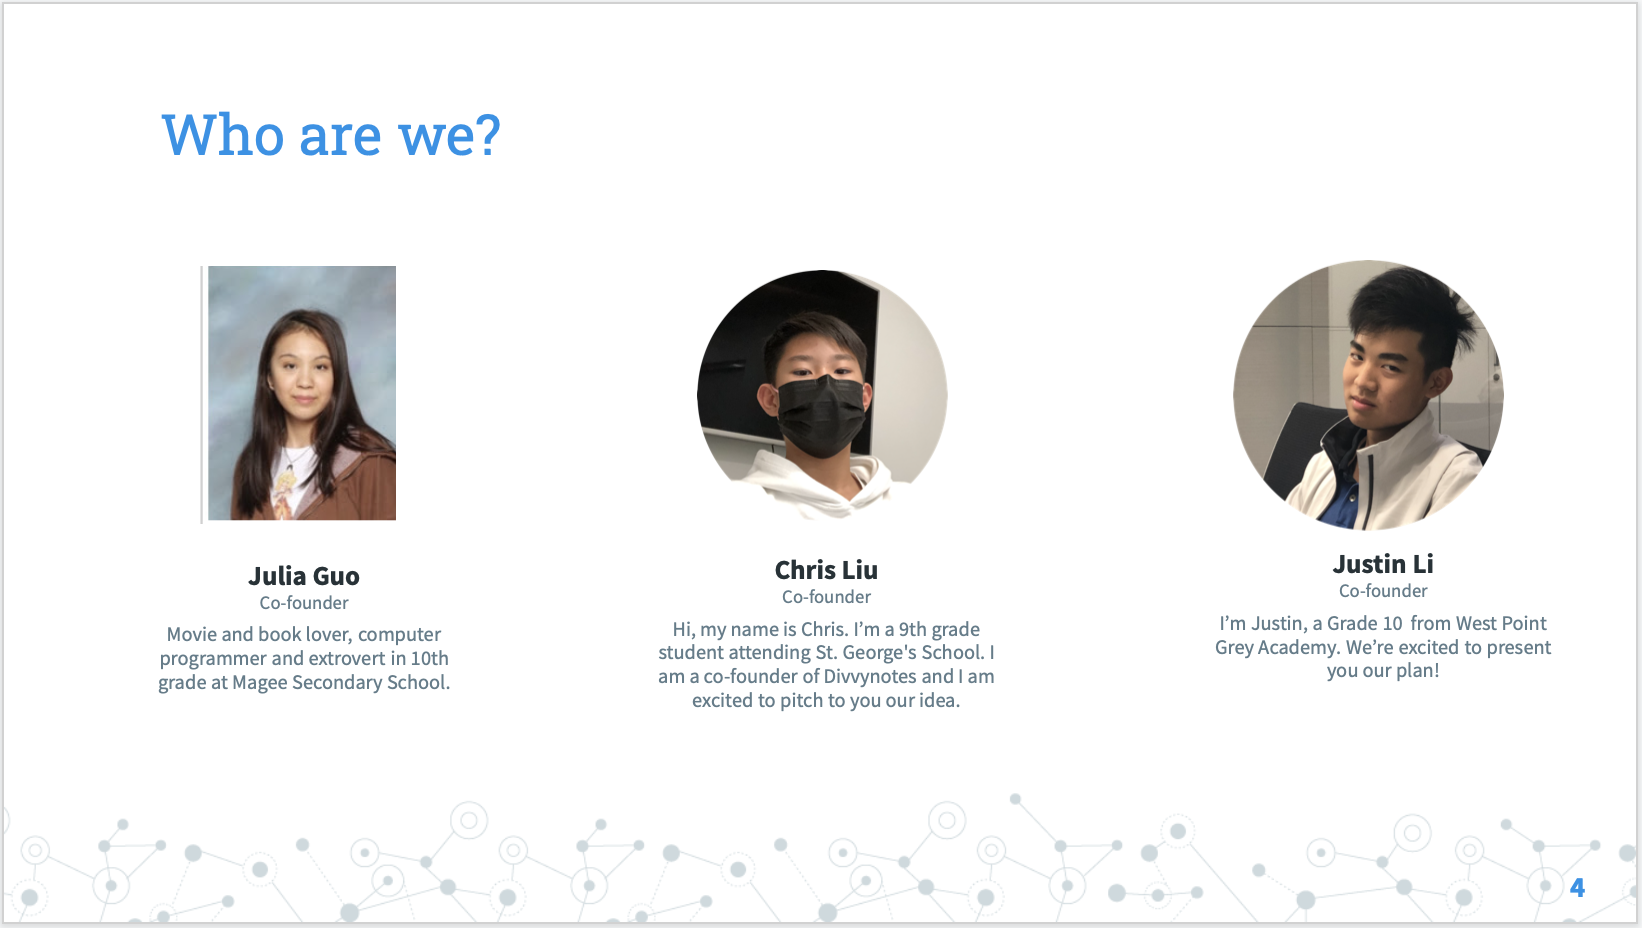 Who are we?
Julia Guo
Co-founder
Movie and book lover, computer
programmer and extrovert in 10th
grade at Magee Secondary School.
Chris Liu
Co-founder
Hi, my name is Chris. I’m a 9th grade
student attending St. George's School. I
am a co-founder of Divvynotes and I am
excited to pitch to you our idea.
Justin Li
Co-founder
I’m Justin, a Grade 10  from West Point
Grey Academy. We’re excited to present
you our plan!
4